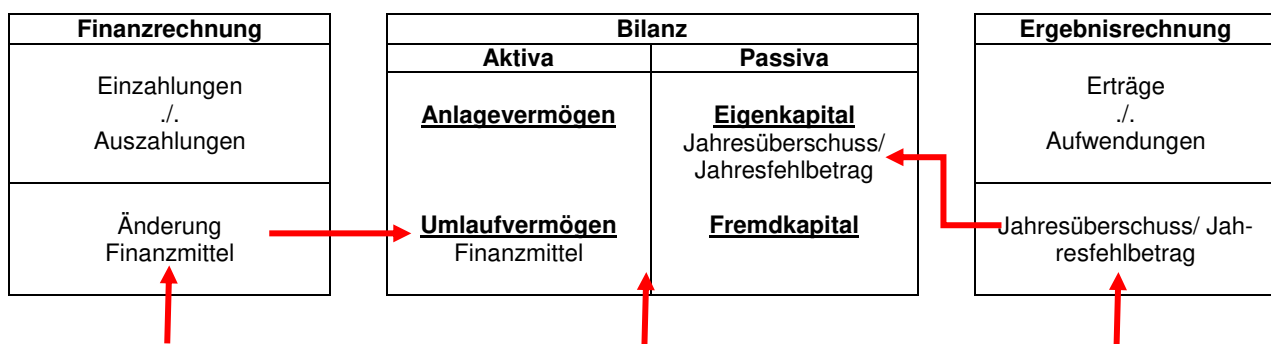 Finanzrechnung
Einzahlungen
./.
Auszahlungen
Änderung
Finanzmittel
Bilanz
Aktiva
Passiva
Anlagevermögen
Umlaufvermögen
Finanzmittel
Eigenkapital
Jahresüberschuss/
Jahresfehlbetrag
Fremdkapital
Ergebnisrechnung
Erträge
./.
Aufwendungen
Jahresüberschuss/ Jah-
resfehlbetrag